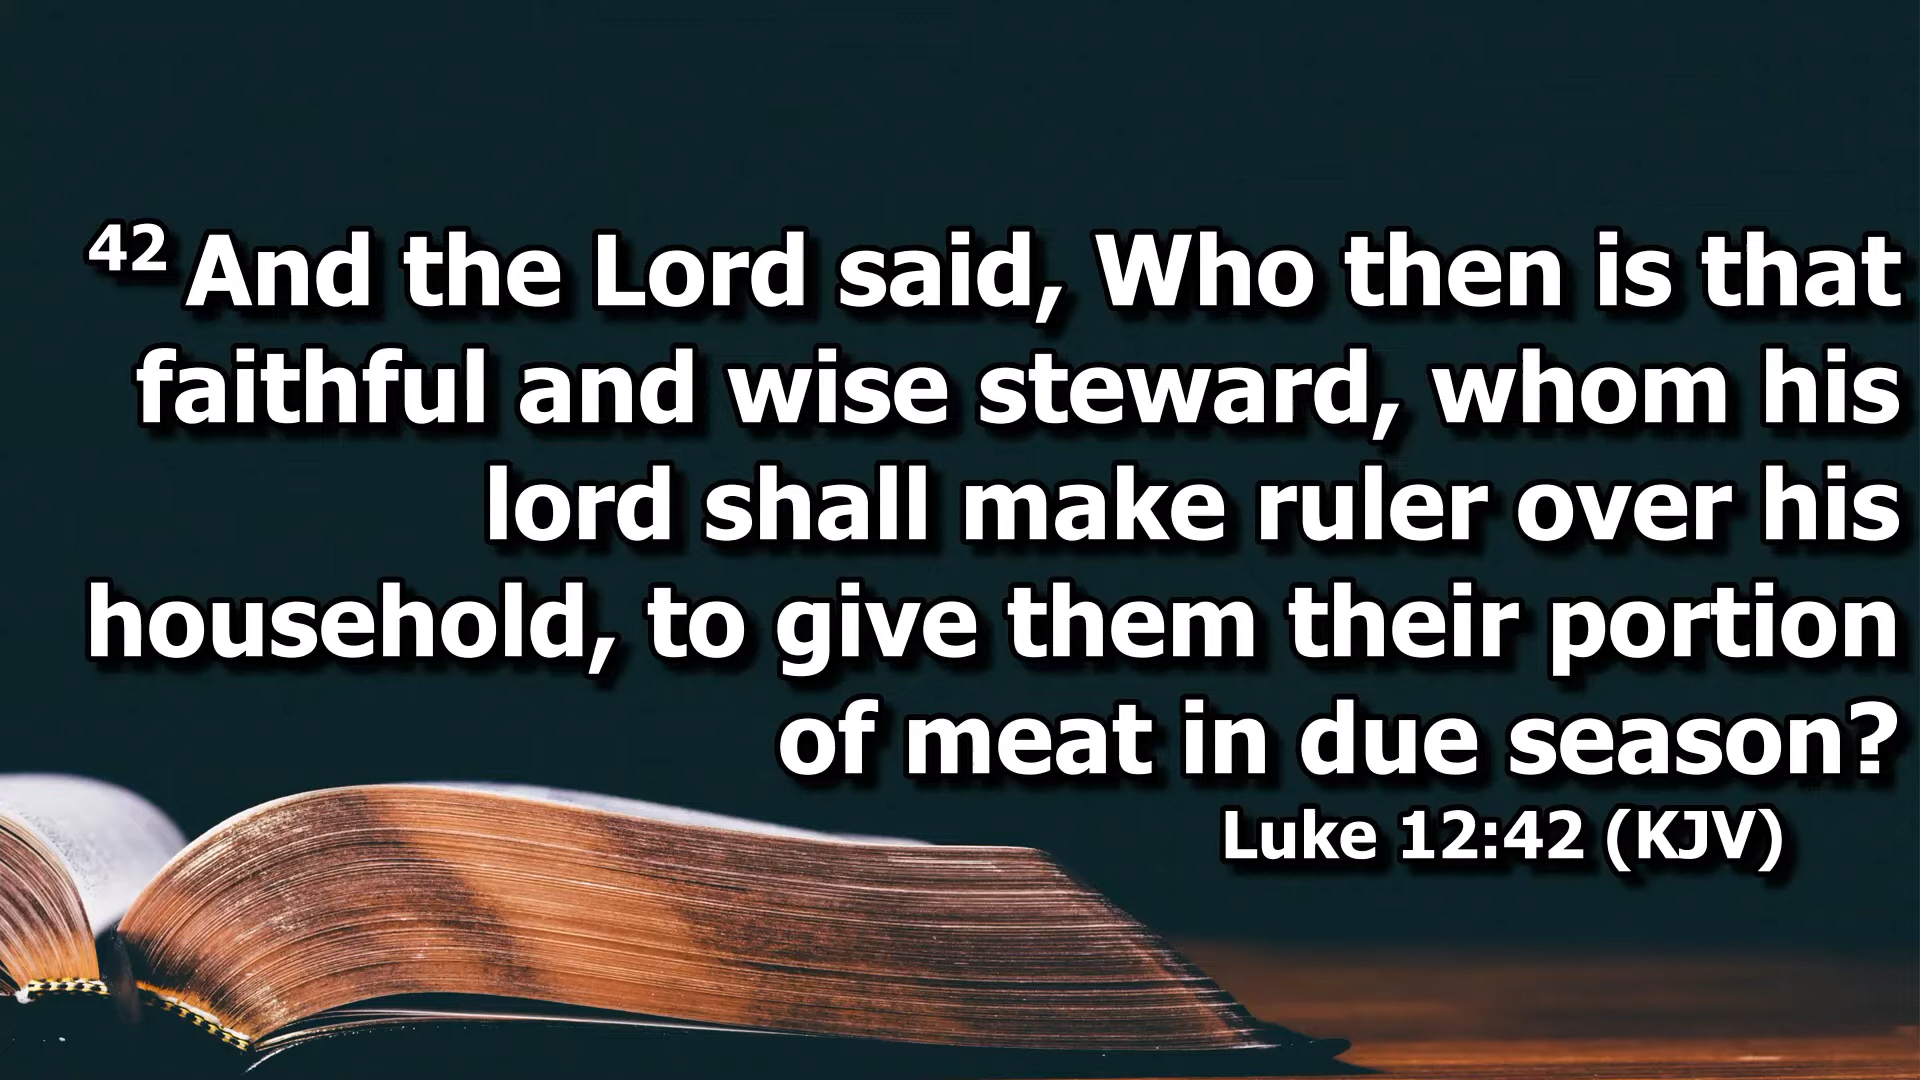 42 And the Lord said, Who then is that
faithful and wise steward, whom his
lord shall make ruler over his
household, to give them their portion
of meat in due season?
Luke 12:42 (KJV)